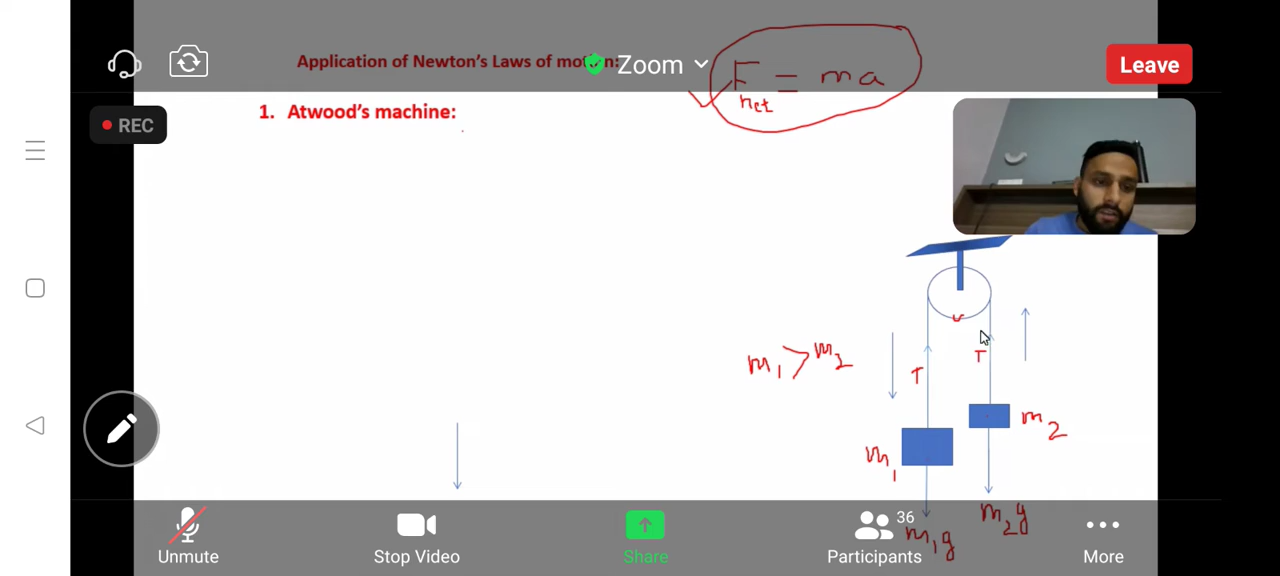 Application of Newton's Laws of motion:
Zoom
F net = ma
Leave
REC
1. Atwood's machine:
m1 > m2
T
T
m2
m1
m2g
m1g
36
Unmute
Stop Video
Share
Participants
More